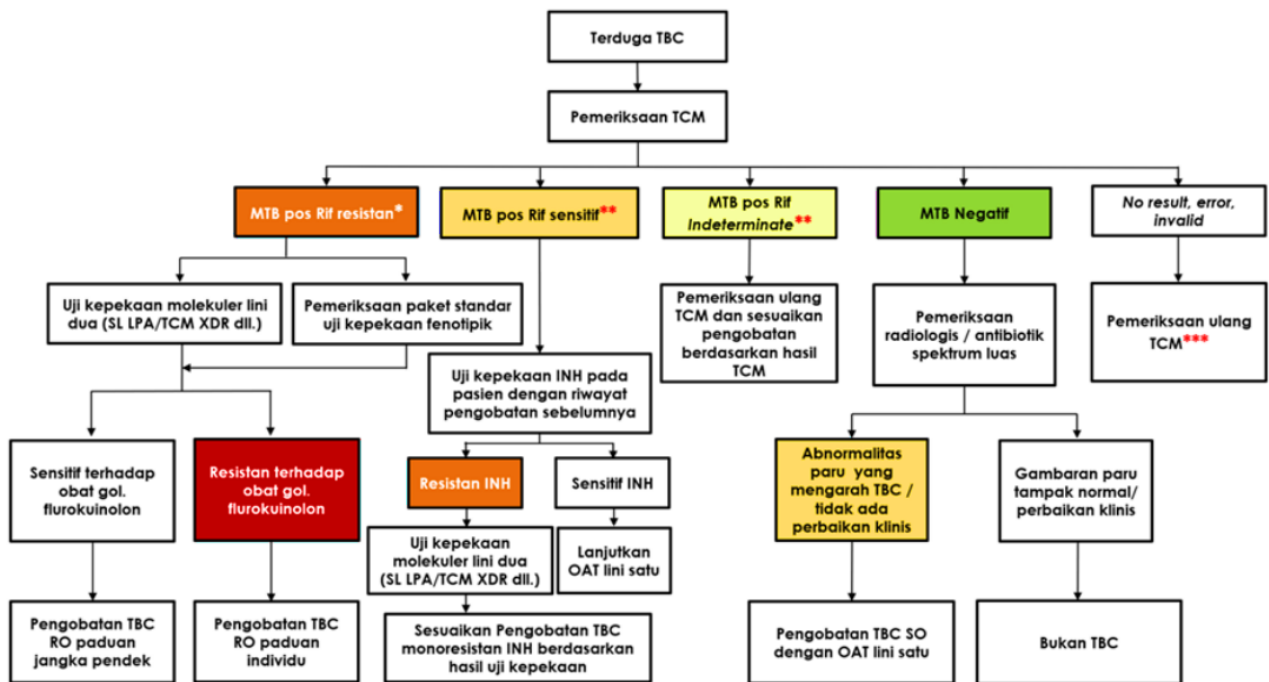 Terduga TBC
Pemeriksaan TCM
MTB pos Rif resistan*
MTB pos Rif sensitif**
MTB pos Rif
Indeterminate**
MTB Negatif
No result, error,
invalid
Uji kepekaan molekuler lini
dua (SL LPA/TCM XDR dll.)
Pemeriksaan paket standar
uji kepekaan fenotipik
Uji kepekaan INH pada
pasien dengan riwayat
pengobatan sebelumnya
Pemeriksaan ulang
TCM dan sesuaikan
pengobatan
berdasarkan hasil
TCM
Pemeriksaan
radiologis / antibiotik
spektrum luas
Pemeriksaan ulang
TCM***
Sensitif terhadap
obat gol.
flurokuinolon
Resistan terhadap
obat gol.
flurokuinolon
Resistan INH
Sensitif INH
Abnormalitas
paru yang
mengarah TBC /
tidak ada
perbaikan klinis
Gambaran paru
tampak normal/
perbaikan klinis
Uji kepekaan
molekuler lini dua
(SL LPA/TCM XDR dll.)
Lanjutkan
OAT lini satu
Pengobatan TBC
RO paduan
jangka pendek
Pengobatan TBC
RO paduan
individu
Sesuaikan Pengobatan TBC
monoresistan INH berdasarkan
hasil uji kepekaan
Pengobatan TBC SO
dengan OAT lini satu
Bukan TBC